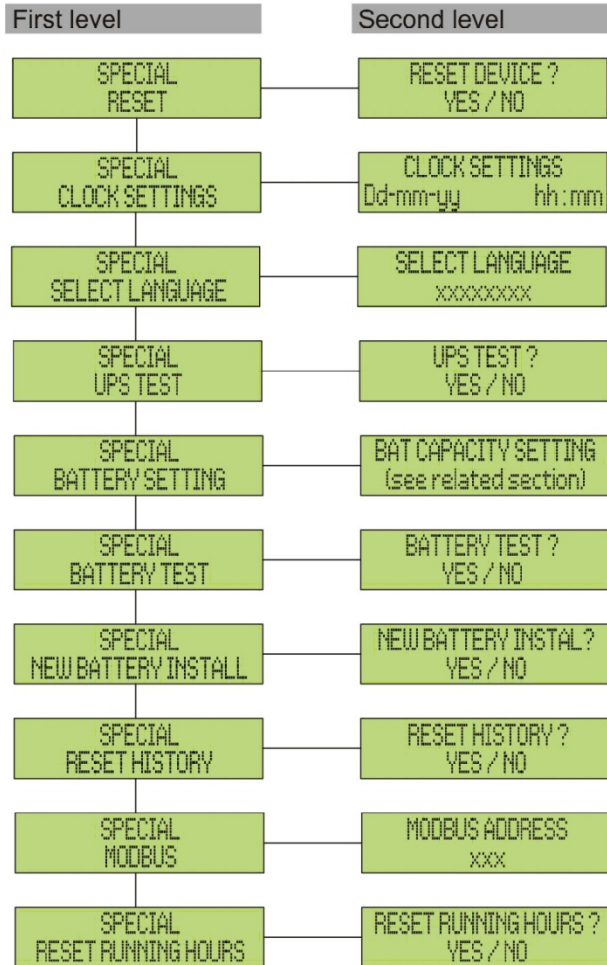 First level
Second level
SPECIAL
RESET
RESET DEVICE ?
YES / NO
SPECIAL
CLOCK SETTINGS
CLOCK SETTINGS
Dd-mm-yy hh:mm
SPECIAL
SELECT LANGUAGE
SELECT LANGUAGE
xxxxxxxxx
SPECIAL
UPS TEST
UPS TEST ?
YES / NO
SPECIAL
BATTERY SETTING
BAT CAPACITY SETTING
(see related section)
SPECIAL
BATTERY TEST
BATTERY TEST ?
YES / NO
SPECIAL
NEW BATTERY INSTALL
NEW BATTERY INSTAL?
YES / NO
SPECIAL
RESET HISTORY
RESET HISTORY ?
YES / NO
SPECIAL
MODBUS
MODBUS ADDRESS
xxx
SPECIAL
RESET RUNNING HOURS
RESET RUNNING HOURS ?
YES / NO